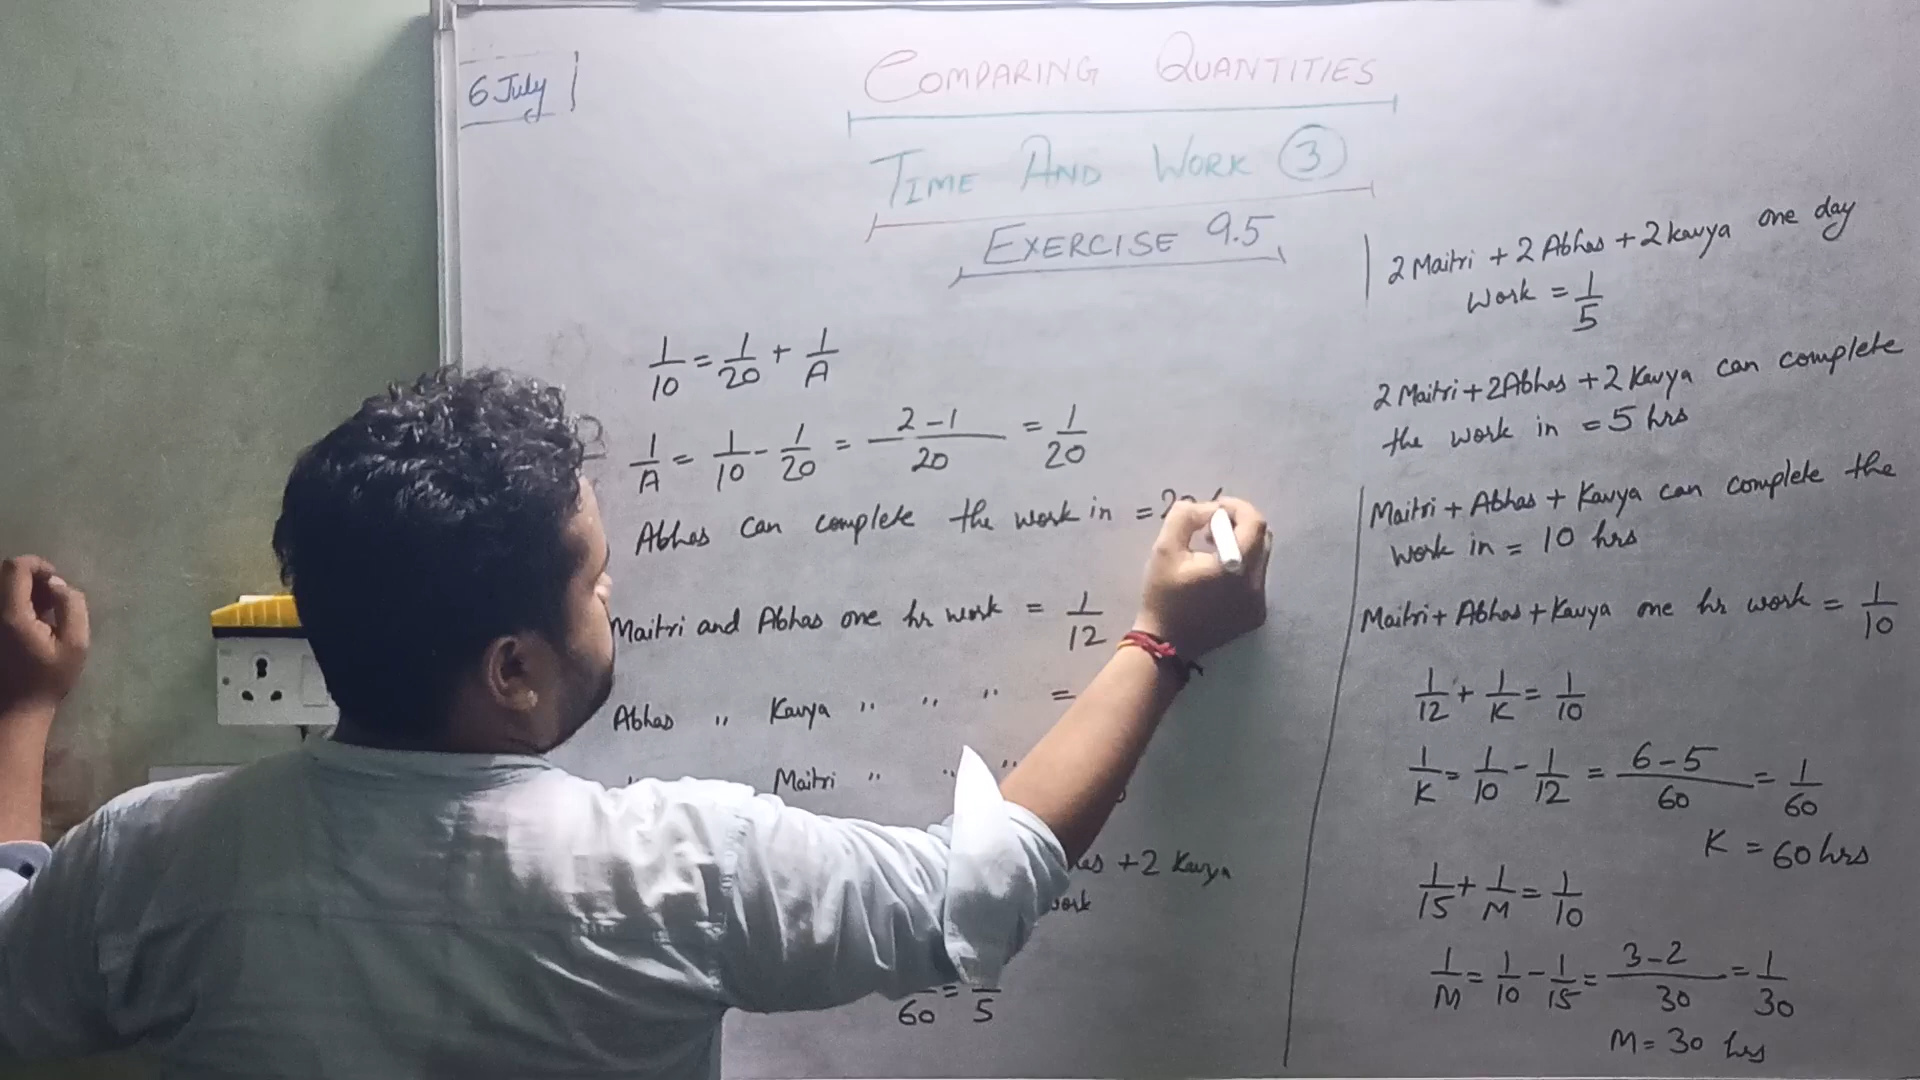 6 July
COMPARING QUANTITIES
TIME AND WORK 3
EXERCISE 9.5
1/10 = 1/20 + 1/A
1/A = 1/10 - 1/20 = 2-1/20 = 1/20
Abhas can complete the work in =
Maitri and Abhas one hr work = 1/12
Abhas " Kavya " " " =
Maitri " " "
+ 2 Kavya
work
60 = 5
2 Maitri + 2 Abhas + 2 Kavya one day
work = 1/5
2 Maitri + 2 Abhas + 2 Kavya can complete
the work in = 5 hrs
Maitri + Abhas + Kavya can complete the
work in = 10 hrs
Maitri + Abhas + Kavya one hr work = 1/10
1/12 + 1/K = 1/10
1/K = 1/10 - 1/12 = 6-5/60 = 1/60
K = 60 hrs
1/15 + 1/M = 1/10
1/M = 1/10 - 1/15 = 3-2/30 = 1/30
M = 30 hrs